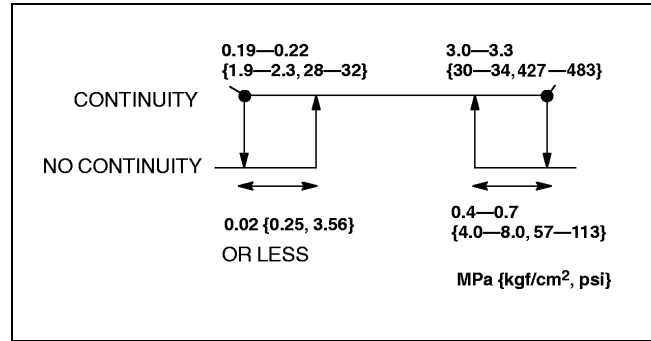 0.19—0.22
{1.9—2.3, 28—32}
3.0—3.3
{30—34, 427—483}
CONTINUITY
NO CONTINUITY
0.02 {0.25, 3.56}
OR LESS
0.4—0.7
{4.0—8.0, 57—113}
MPa {kgf/cm², psi}